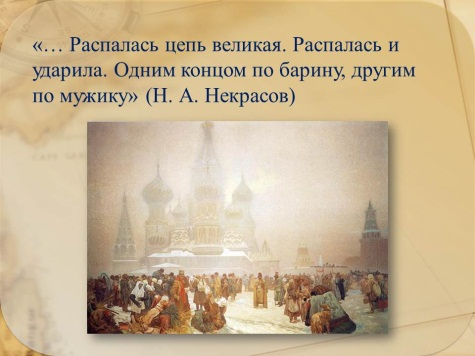 «… Распалась цепь великая. Распалась и
ударила. Одним концом по барину, другим
по мужику» (Н. А. Некрасов)